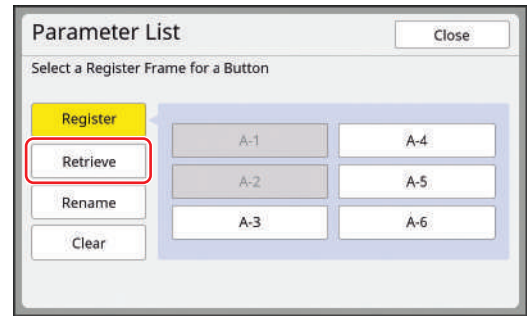 Parameter List
Close
Select a Register Frame for a Button
Register
Retrieve
Rename
Clear
A-1
A-4
A-2
A-5
A-3
A-6